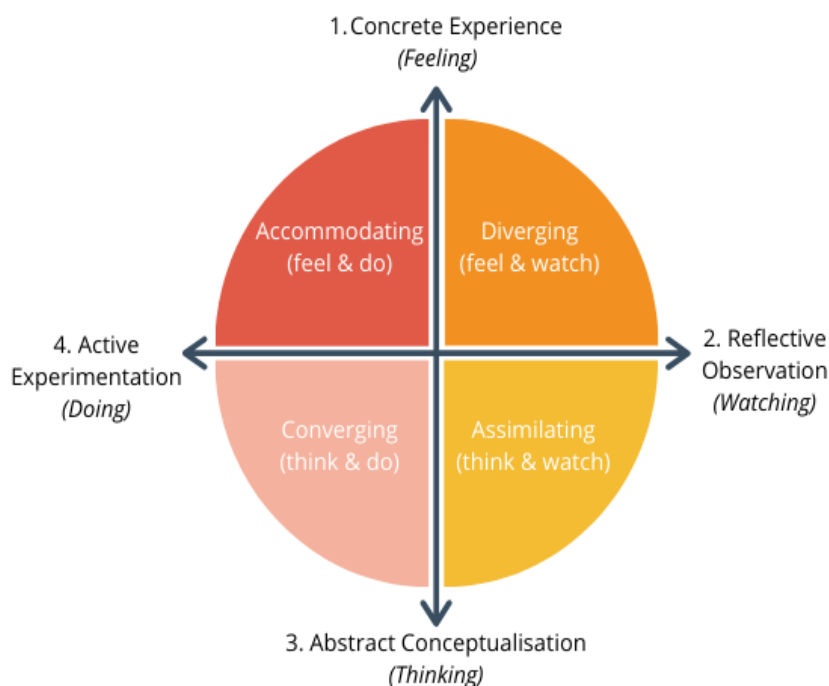 1. Concrete Experience
(Feeling)
Accommodating
(feel & do)
Diverging
(feel & watch)
4. Active
Experimentation
(Doing)
2. Reflective
Observation
(Watching)
Converging
(think & do)
Assimilating
(think & watch)
3. Abstract Conceptualisation
(Thinking)